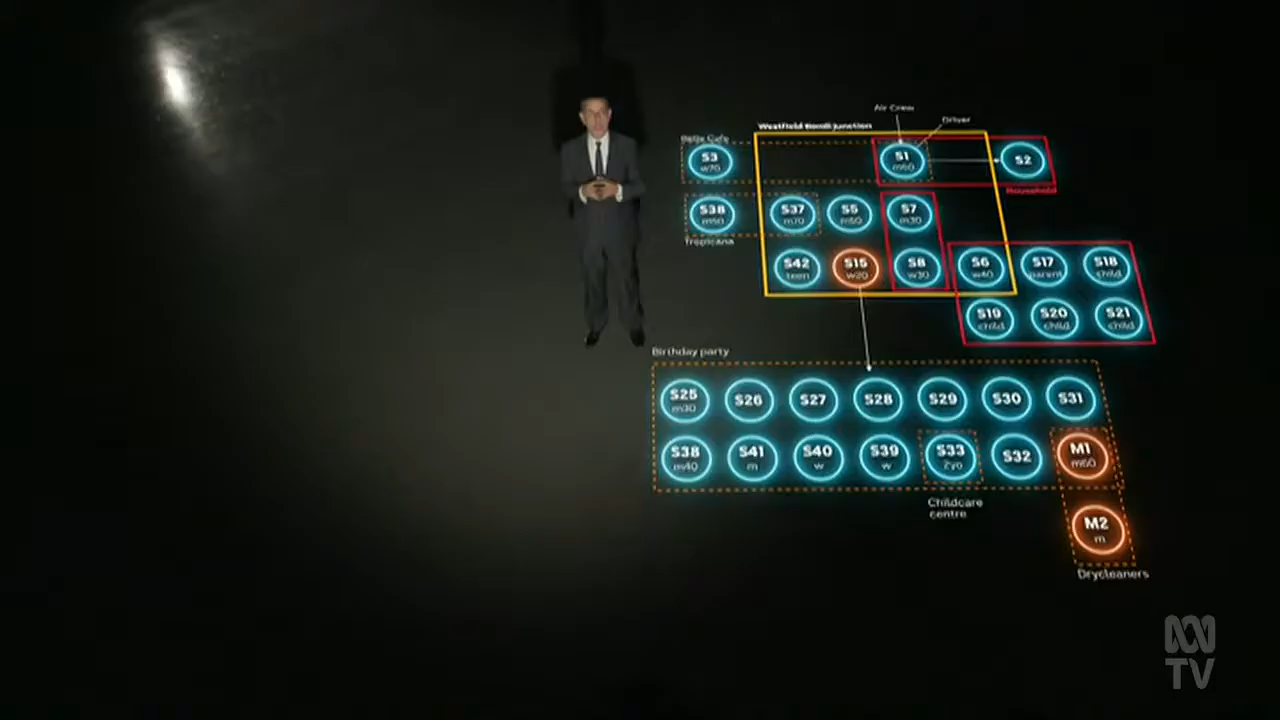 Air Crew
Driver
Westfield Bondi Junction
Belle Cafe
S3
w70
S1
m60
S2
Household
S38
m50
S37
m70
S5
m60
S7
m30
Tropicana
S42
teen
S15
w20
S8
w30
S6
w40
S17
parent
S18
child
S19
child
S20
child
S21
child
Birthday party
S25
m30
S26
S27
S28
S29
S30
S31
S38
m40
S41
m
S40
w
S39
w
S33
2yo
S32
M1
m60
Childcare
centre
M2
m
Drycleaners
TV